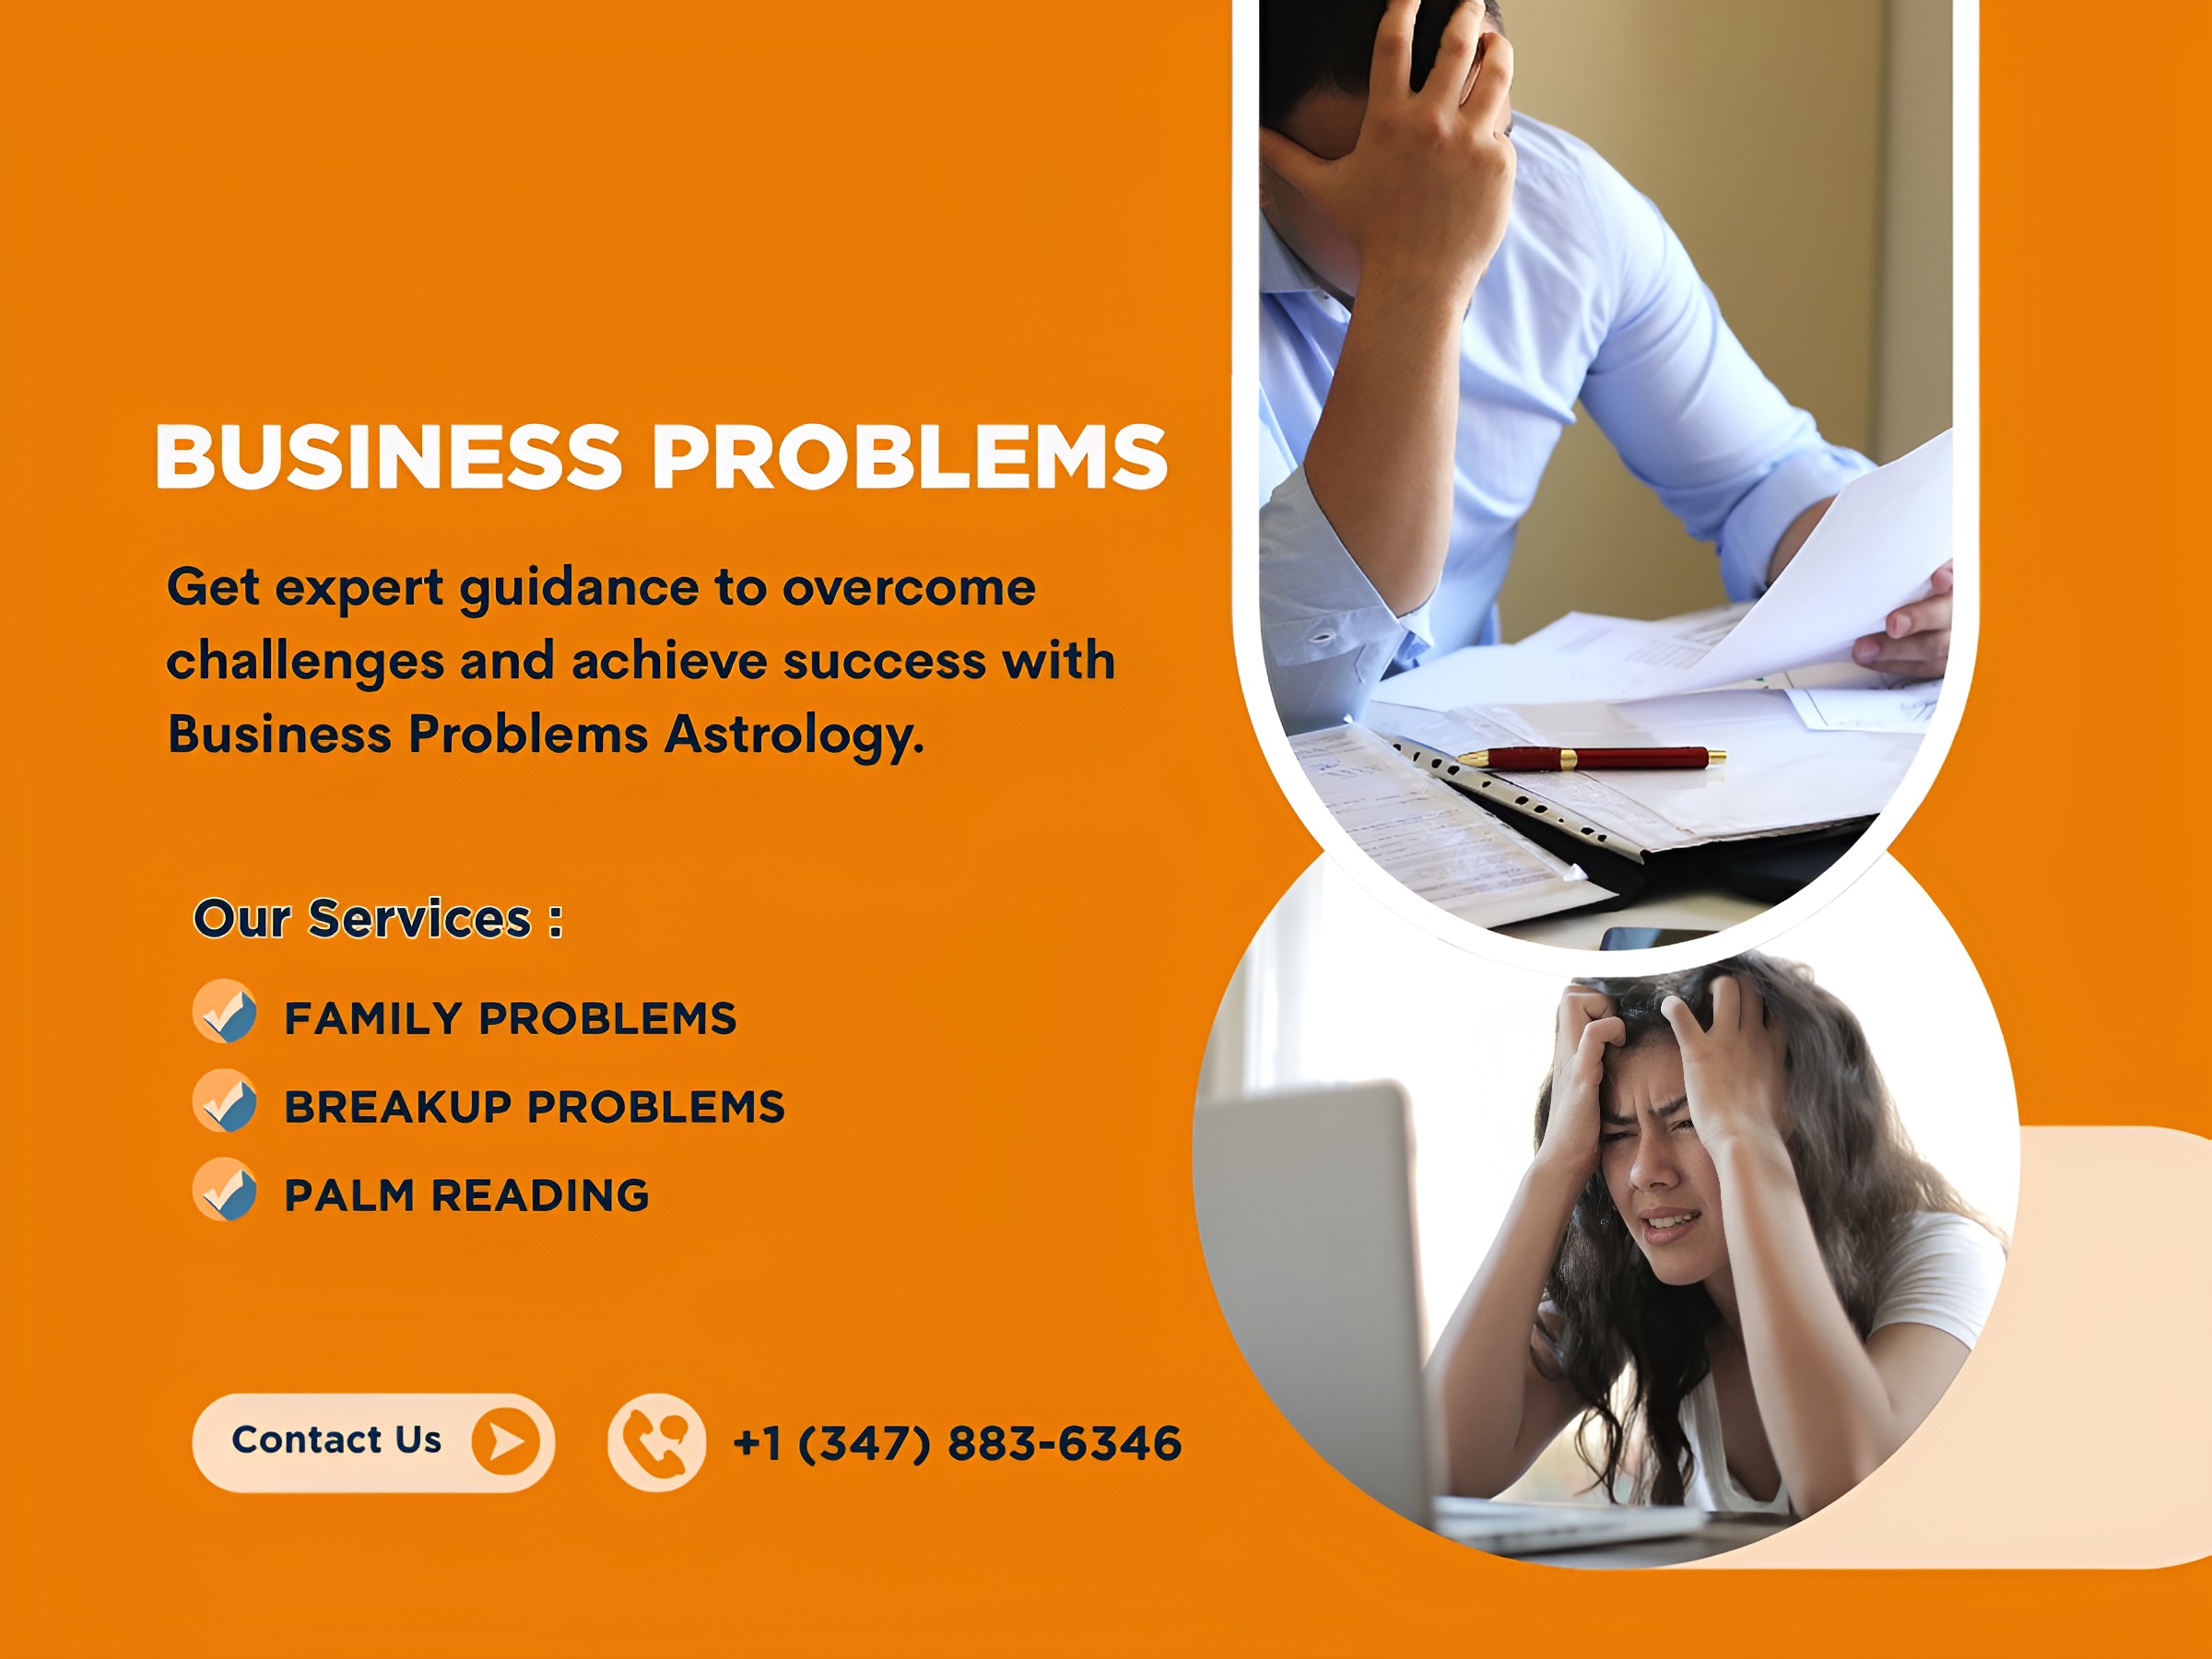 BUSINESS PROBLEMS
Get expert guidance to overcome
challenges and achieve success with
Business Problems Astrology.
Our Services :
FAMILY PROBLEMS
BREAKUP PROBLEMS
PALM READING
Contact Us
+1 (347) 883-6346